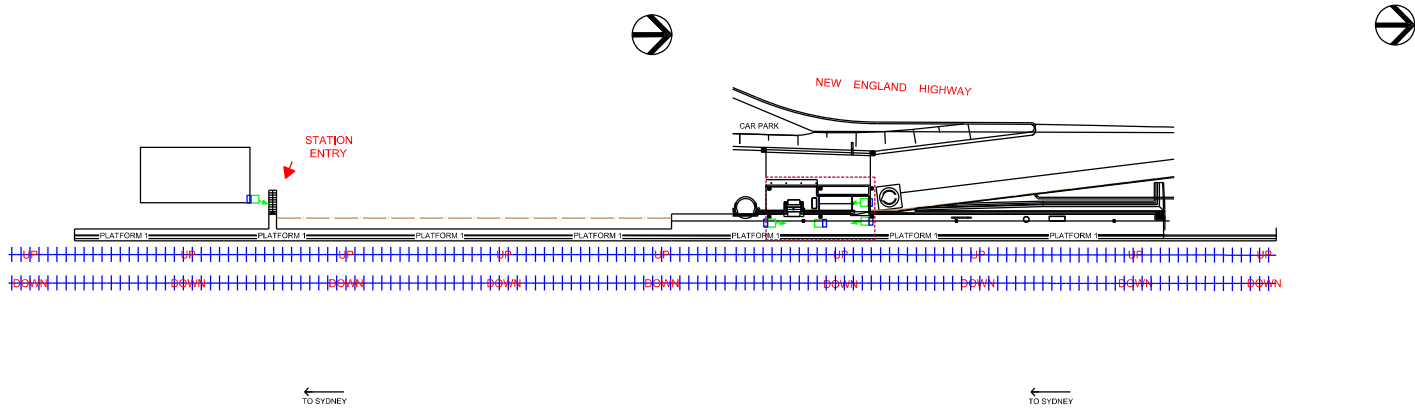 NEW ENGLAND HIGHWAY
CAR PARK
STATION
ENTRY
PLATFORM 1 PLATFORM 1 PLATFORM 1 PLATFORM 1 PLATFORM 1 PLATFORM 1 PLATFORM 1
UP UP UP UP UP UP UP UP UP
DOWN DOWN DOWN DOWN DOWN DOWN DOWN DOWN DOWN
TO SYDNEY TO SYDNEY